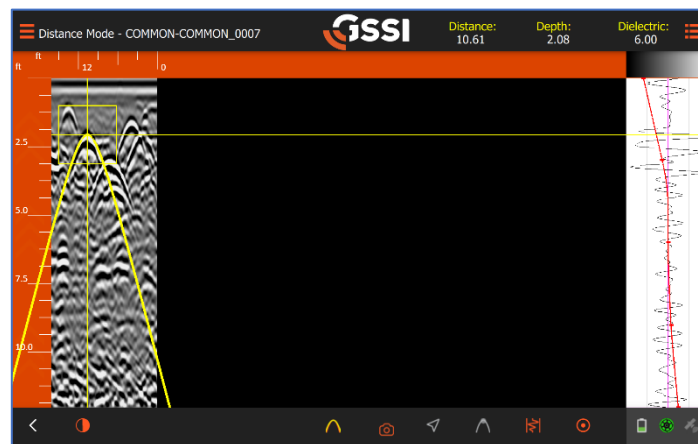 Distance Mode - COMMON-COMMON_0007
GSSI
Distance:
10.61
Depth:
2.08
Dielectric:
6.00
ft
ft
12
0
2.5
5.0
7.5
10.0